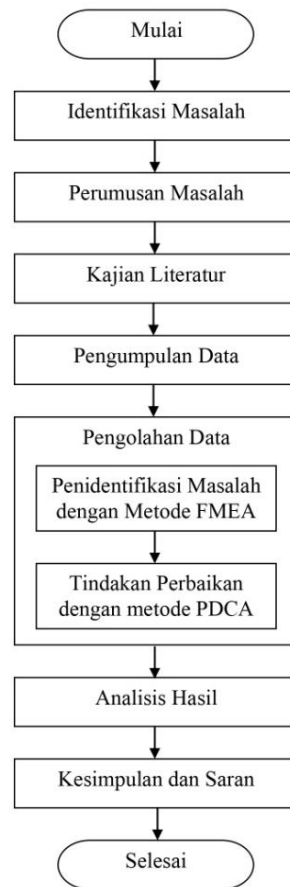 Mulai
Identifikasi Masalah
Perumusan Masalah
Kajian Literatur
Pengumpulan Data
Pengolahan Data
Penidentifikasi Masalah
dengan Metode FMEA
Tindakan Perbaikan
dengan metode PDCA
Analisis Hasil
Kesimpulan dan Saran
Selesai